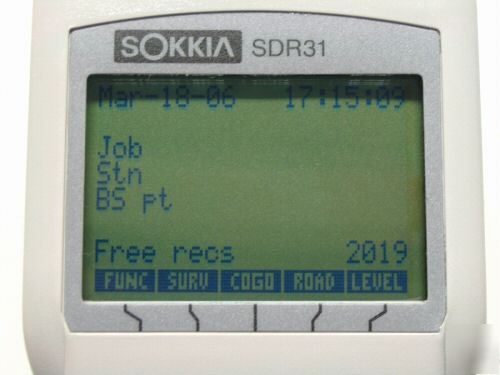 SOKKIA SDR31
Mar-18-06 17:15:09
Job
Stn
BS pt
Free recs 2019
FUNC SURV COGO ROAD LEVEL